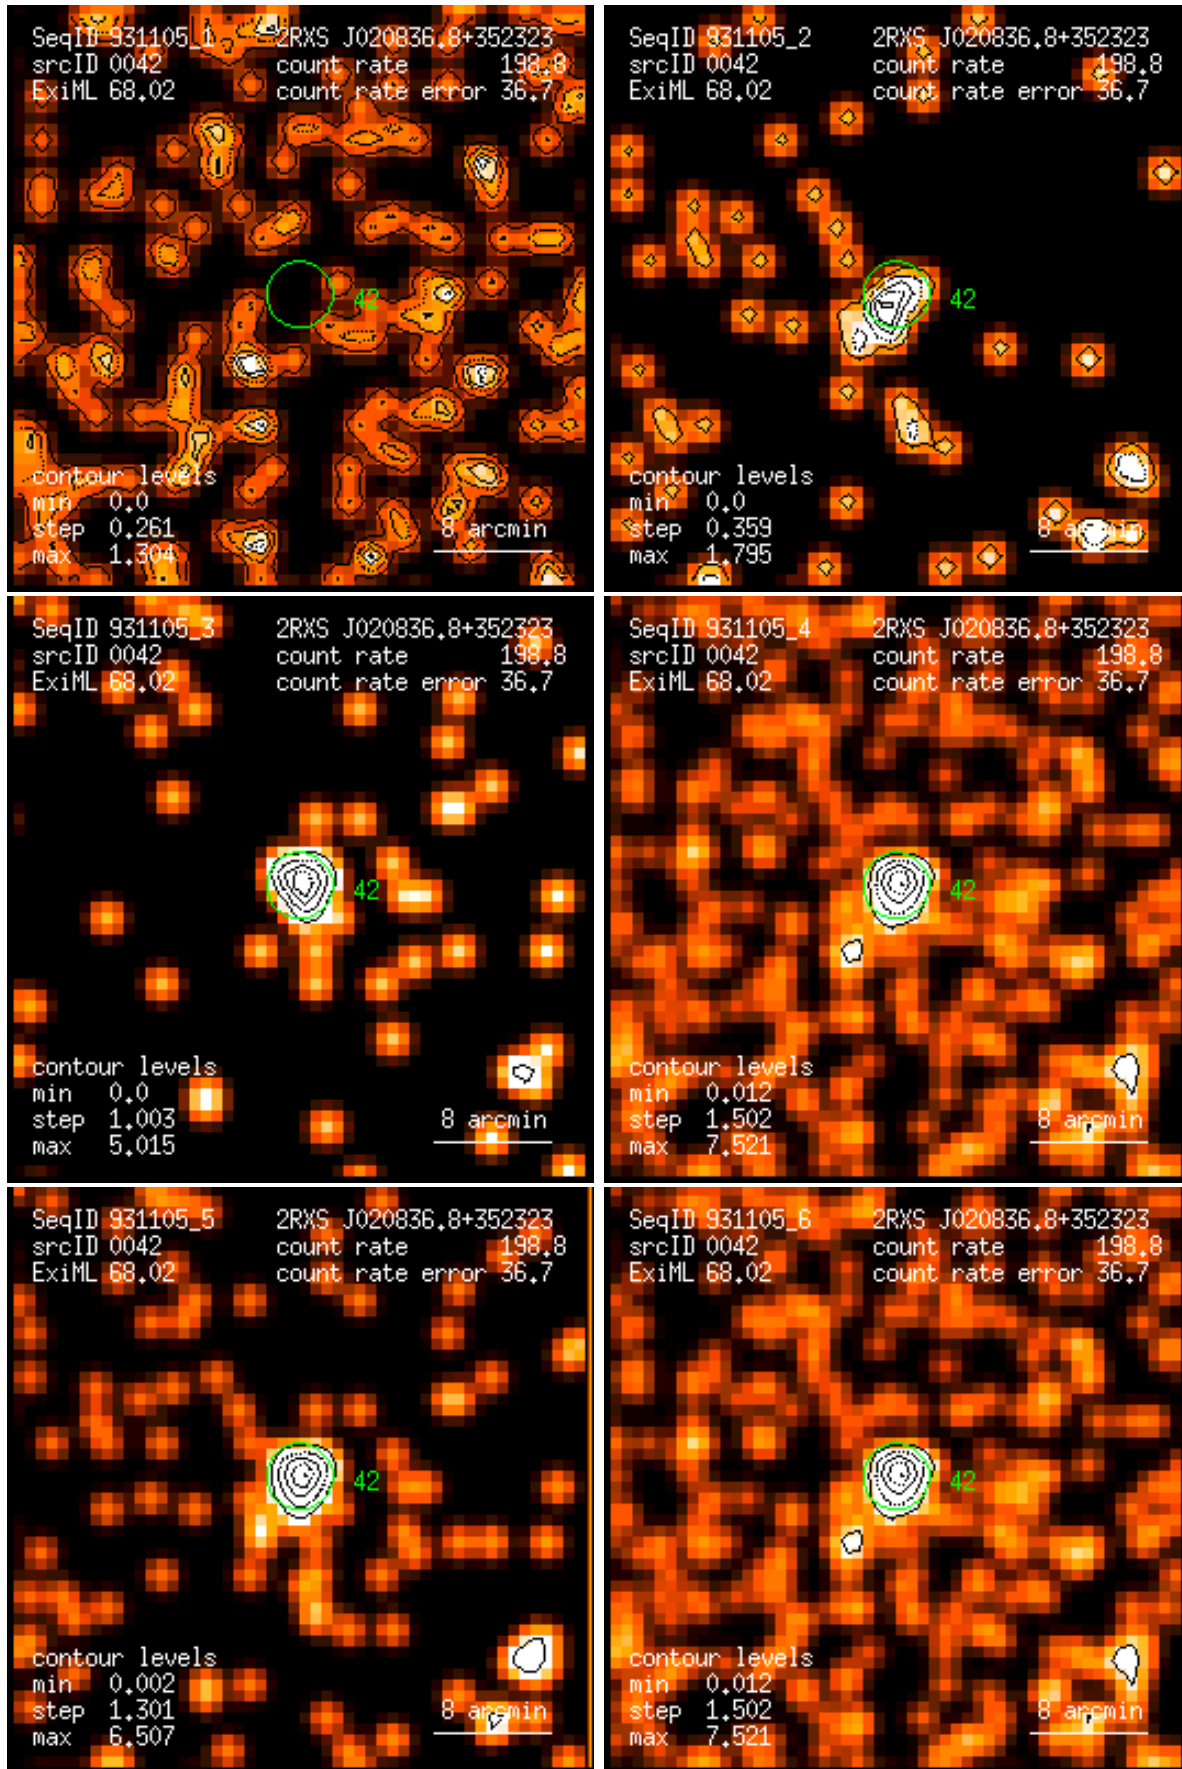 SeqID 931105_1 2RXS J020836.8+352323
srcID 0042 count rate 198.8
ExiML 68.02 count rate error 36.7
42
contour levels
min 0.0
step 0.261 8 arcmin
max 1.304
SeqID 931105_2 2RXS J020836.8+352323
srcID 0042 count rate 198.8
ExiML 68.02 count rate error 36.7
42
contour levels
min 0.0
step 0.359 8 arcmin
max 1.795
SeqID 931105_3 2RXS J020836.8+352323
srcID 0042 count rate 198.8
ExiML 68.02 count rate error 36.7
42
contour levels
min 0.0
step 1.003 8 arcmin
max 5.015
SeqID 931105_4 2RXS J020836.8+352323
srcID 0042 count rate 198.8
ExiML 68.02 count rate error 36.7
42
contour levels
min 0.012
step 1.502 8 arcmin
max 7.521
SeqID 931105_5 2RXS J020836.8+352323
srcID 0042 count rate 198.8
ExiML 68.02 count rate error 36.7
42
contour levels
min 0.002
step 1.301 8 arcmin
max 6.507
SeqID 931105_6 2RXS J020836.8+352323
srcID 0042 count rate 198.8
ExiML 68.02 count rate error 36.7
42
contour levels
min 0.012
step 1.502 8 arcmin
max 7.521